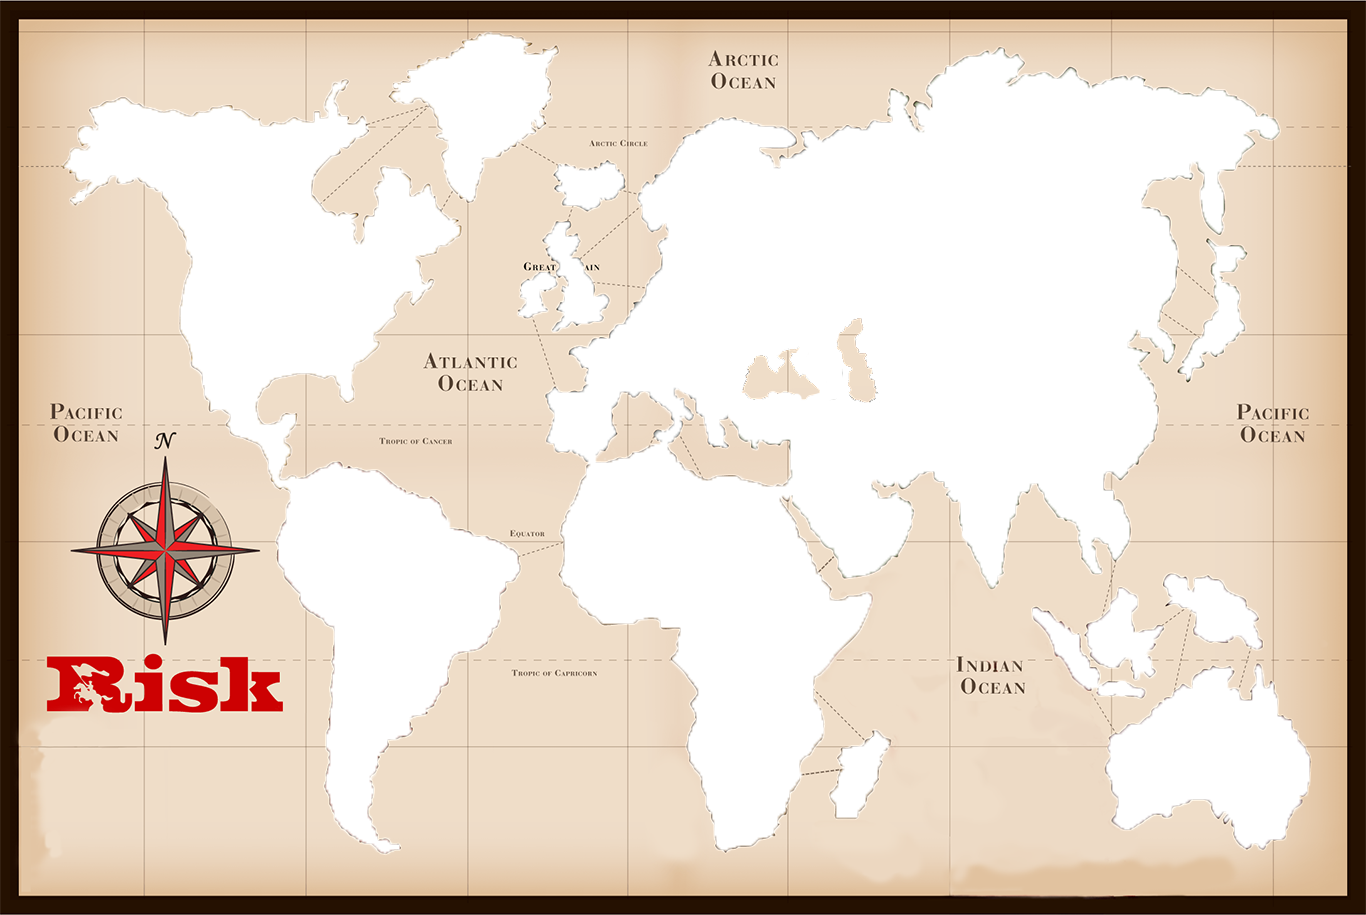 Arctic
Ocean
Arctic Circle
Great
ain
Atlantic
Ocean
Pacific
Ocean
Pacific
Ocean
N
Tropic of Cancer
Equator
Indian
Ocean
Tropic of Capricorn
Risk